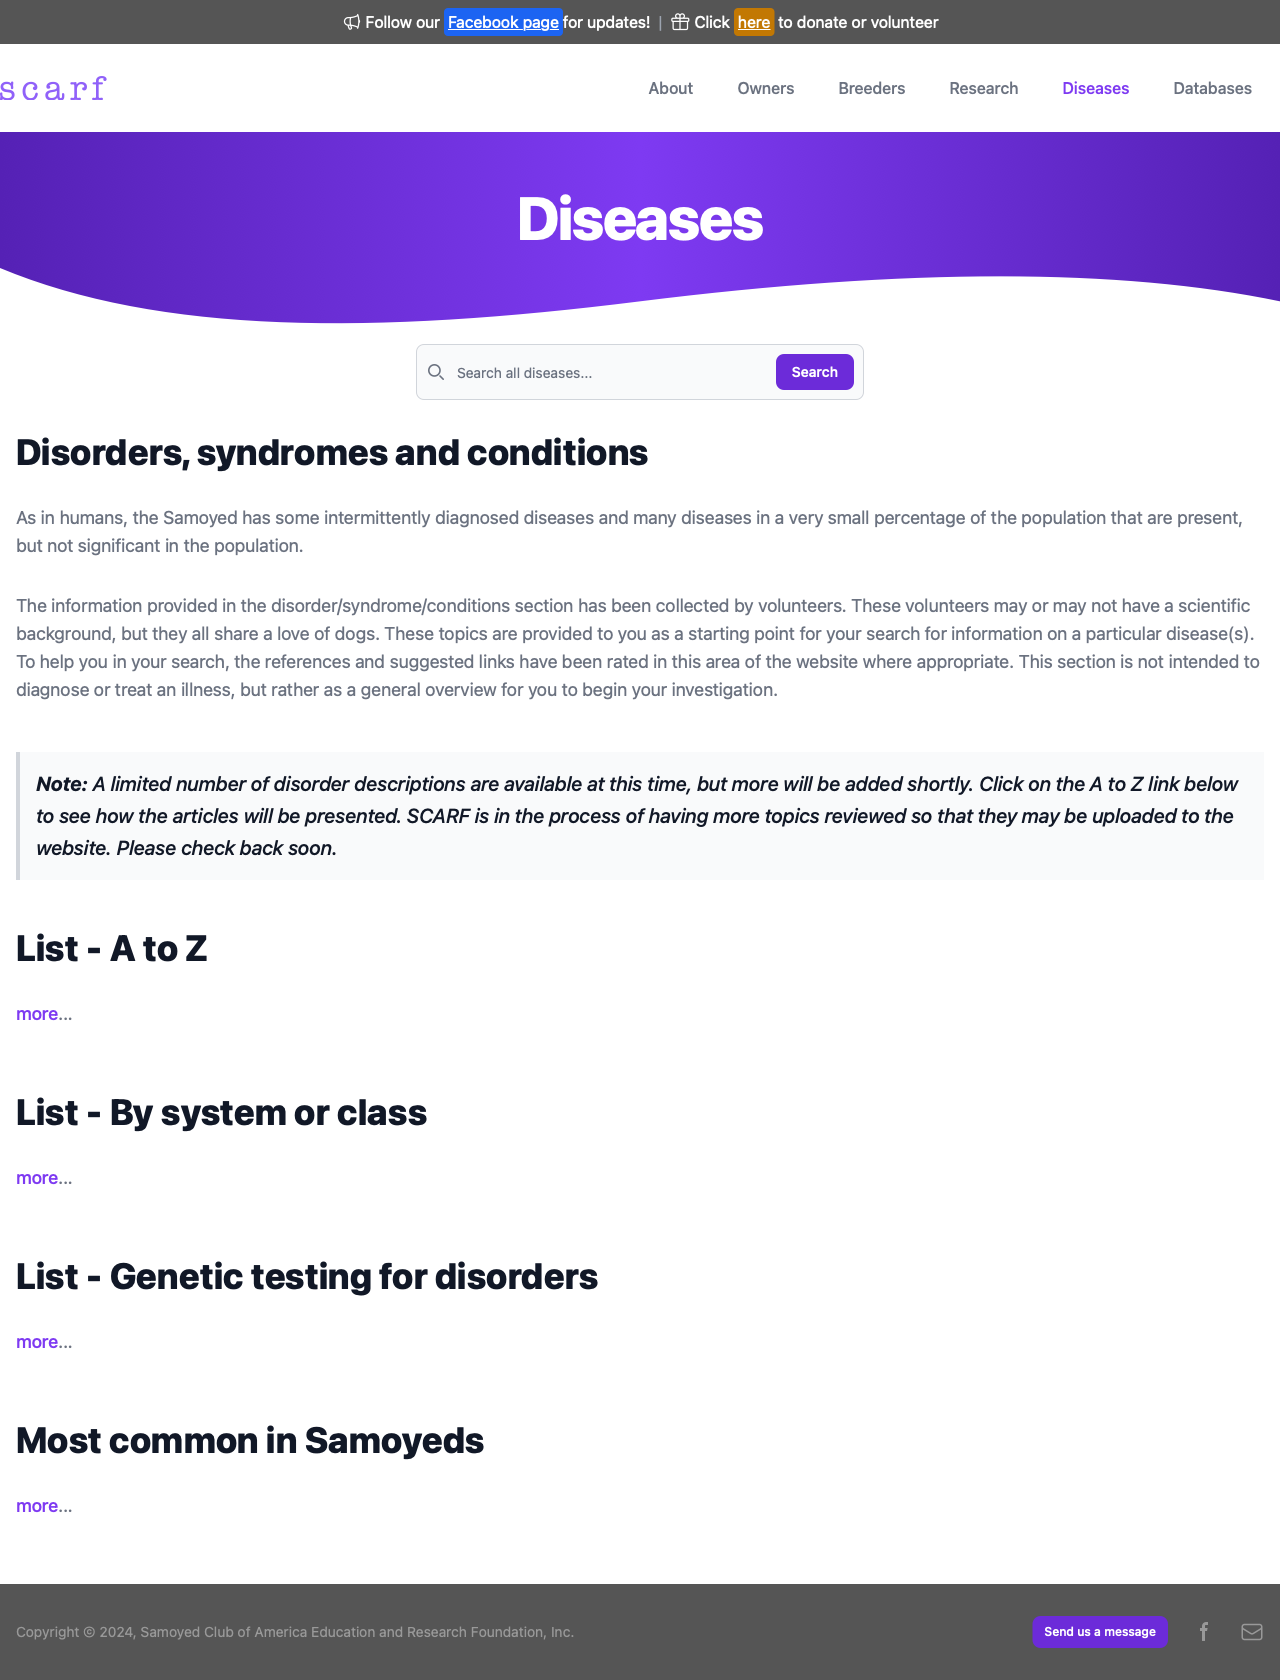 Follow our Facebook page for updates! | Click here to donate or volunteer
scarf
About Owners Breeders Research Diseases Databases
Diseases
Search all diseases...
Search
Disorders, syndromes and conditions
As in humans, the Samoyed has some intermittently diagnosed diseases and many diseases in a very small percentage of the population that are present,
but not significant in the population.
The information provided in the disorder/syndrome/conditions section has been collected by volunteers. These volunteers may or may not have a scientific
background, but they all share a love of dogs. These topics are provided to you as a starting point for your search for information on a particular disease(s).
To help you in your search, the references and suggested links have been rated in this area of the website where appropriate. This section is not intended to
diagnose or treat an illness, but rather as a general overview for you to begin your investigation.
Note: A limited number of disorder descriptions are available at this time, but more will be added shortly. Click on the A to Z link below
to see how the articles will be presented. SCARF is in the process of having more topics reviewed so that they may be uploaded to the
website. Please check back soon.
List - A to Z
more...
List - By system or class
more...
List - Genetic testing for disorders
more...
Most common in Samoyeds
more...
Copyright © 2024, Samoyed Club of America Education and Research Foundation, Inc.
Send us a message